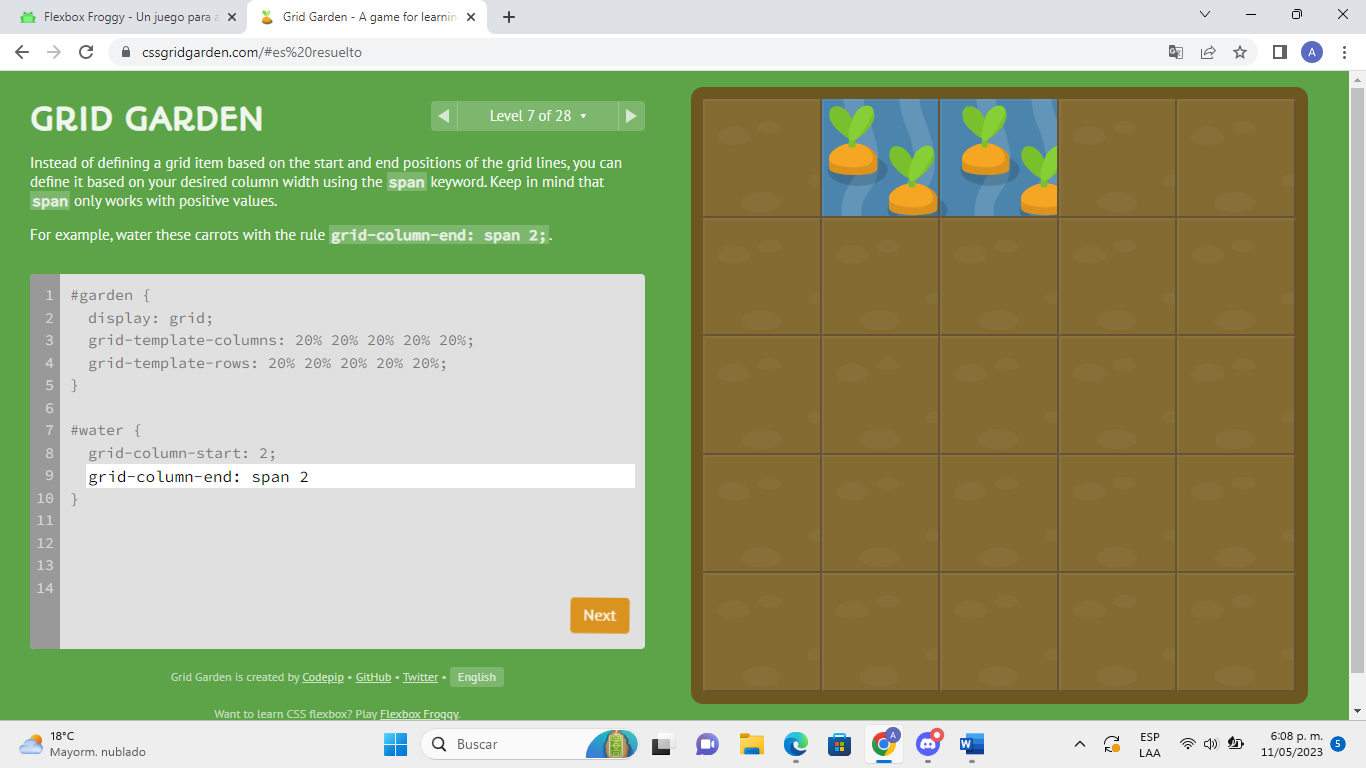 Flexbox Froggy - Un juego para a
Grid Garden - A game for learnin
cssgridgarden.com/#es%20resuelto
A
GRID GARDEN
Level 7 of 28
Instead of defining a grid item based on the start and end positions of the grid lines, you can
define it based on your desired column width using the span keyword. Keep in mind that
span only works with positive values.
For example, water these carrots with the rule grid-column-end: span 2;.
1 #garden {
2 display: grid;
3 grid-template-columns: 20% 20% 20% 20% 20%;
4 grid-template-rows: 20% 20% 20% 20% 20%;
5 }
6
7 #water {
8 grid-column-start: 2;
9 grid-column-end: span 2
10 }
11
12
13
14
Next
Grid Garden is created by Codepip • GitHub • Twitter • English
Want to learn CSS flexbox? Play Flexbox Froggy.
18°C
Mayorm. nublado
Buscar
A
W
ESP
LAA
6:08 p. m.
11/05/2023
5